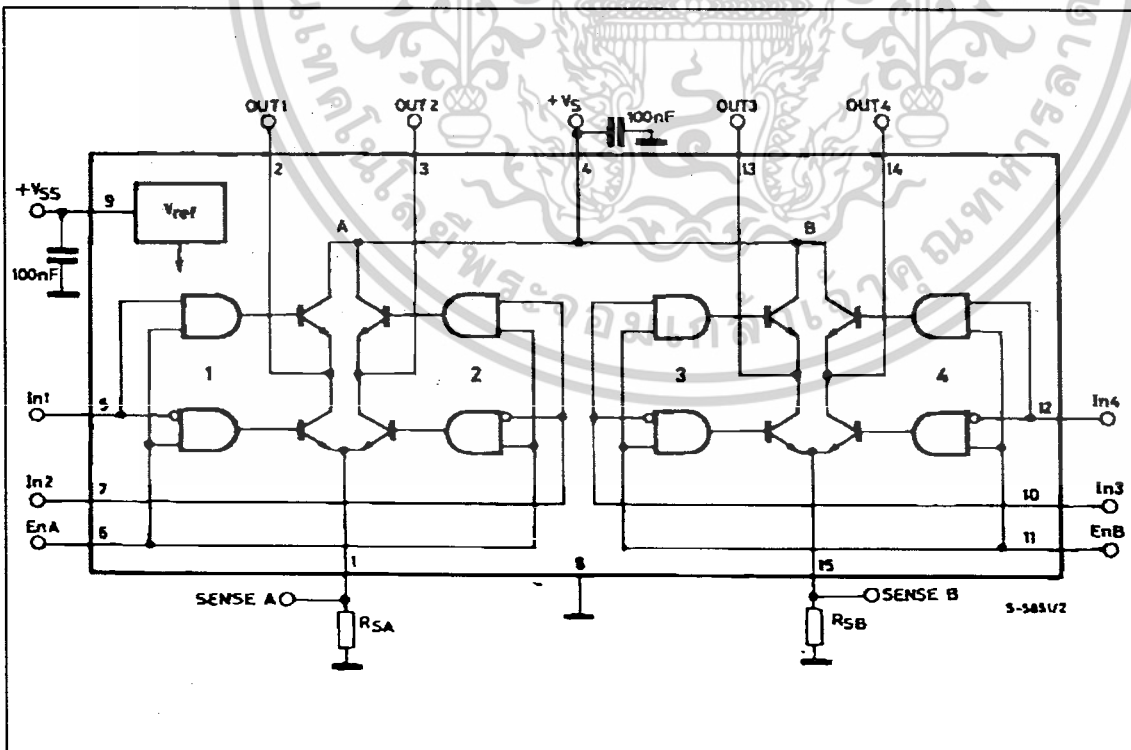 OUT1
OUT2
+VS
100nF
OUT3
OUT4
2
3
4
13
14
+VSS
9
Vref
100nF
A
B
1
2
3
4
In1
5
12
In4
In2
7
10
In3
EnA
6
11
EnB
1
8
15
SENSE A
SENSE B
RSA
RSB
S-5851/2